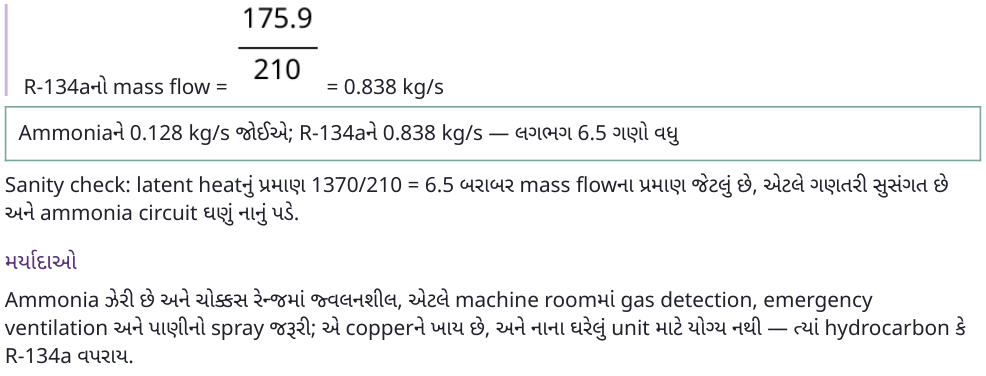 R-134aનો mass flow = 175.9 / 210 = 0.838 kg/s
Ammoniaને 0.128 kg/s જોઈએ; R-134aને 0.838 kg/s — લગભગ 6.5 ગણો વધુ
Sanity check: latent heatનું પ્રમાણ 1370/210 = 6.5 બરાબર mass flowના પ્રમાણ જેટલું છે, એટલે ગણતરી સુસંગત છે
અને ammonia circuit ઘણું નાનું પડે.
મર્યાદાઓ
Ammonia ઝેરી છે અને ચોક્કસ રેન્જમાં જ્વલનશીલ, એટલે machine roomમાં gas detection, emergency
ventilation અને પાણીનો spray જરૂરી; એ copperને ખાય છે, અને નાના ઘરેલું unit માટે યોગ્ય નથી — ત્યાં hydrocarbon કે
R-134a વપરાય.